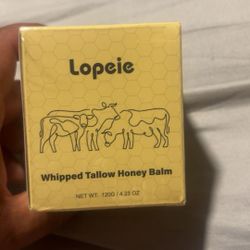 Lopeie
Whipped Tallow Honey Balm
NET WT. 120G / 4.23 OZ